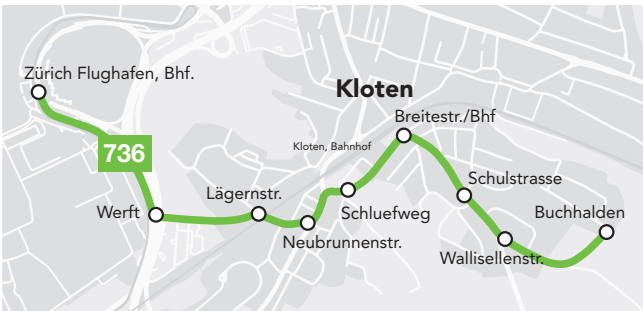 Zürich Flughafen, Bhf.
Kloten
Breitestr./Bhf
Kloten, Bahnhof
736
Schulstrasse
Lägernstr.
Buchhalden
Werft
Schluefweg
Neubrunnenstr.
Wallisellenstr.